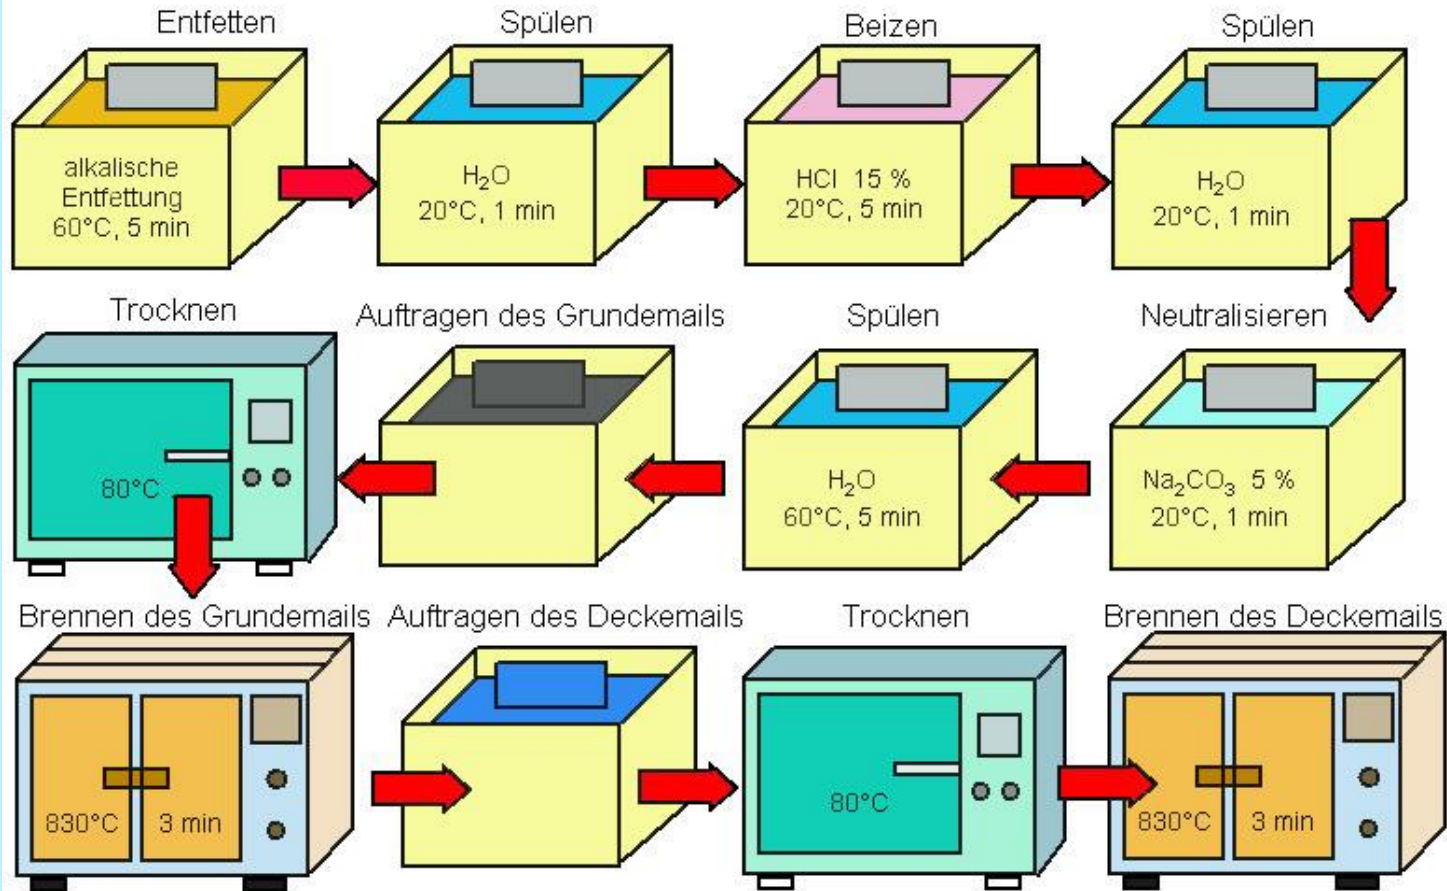 Entfetten
alkalische
Entfettung
60°C, 5 min
Spülen
H₂O
20°C, 1 min
Beizen
HCl 15 %
20°C, 5 min
Spülen
H₂O
20°C, 1 min
Neutralisieren
Na₂CO₃ 5 %
20°C, 1 min
Spülen
H₂O
60°C, 5 min
Auftragen des Grundemails
Trocknen
80°C
Brennen des Grundemails
830°C 3 min
Auftragen des Deckemails
Trocknen
80°C
Brennen des Deckemails
830°C 3 min